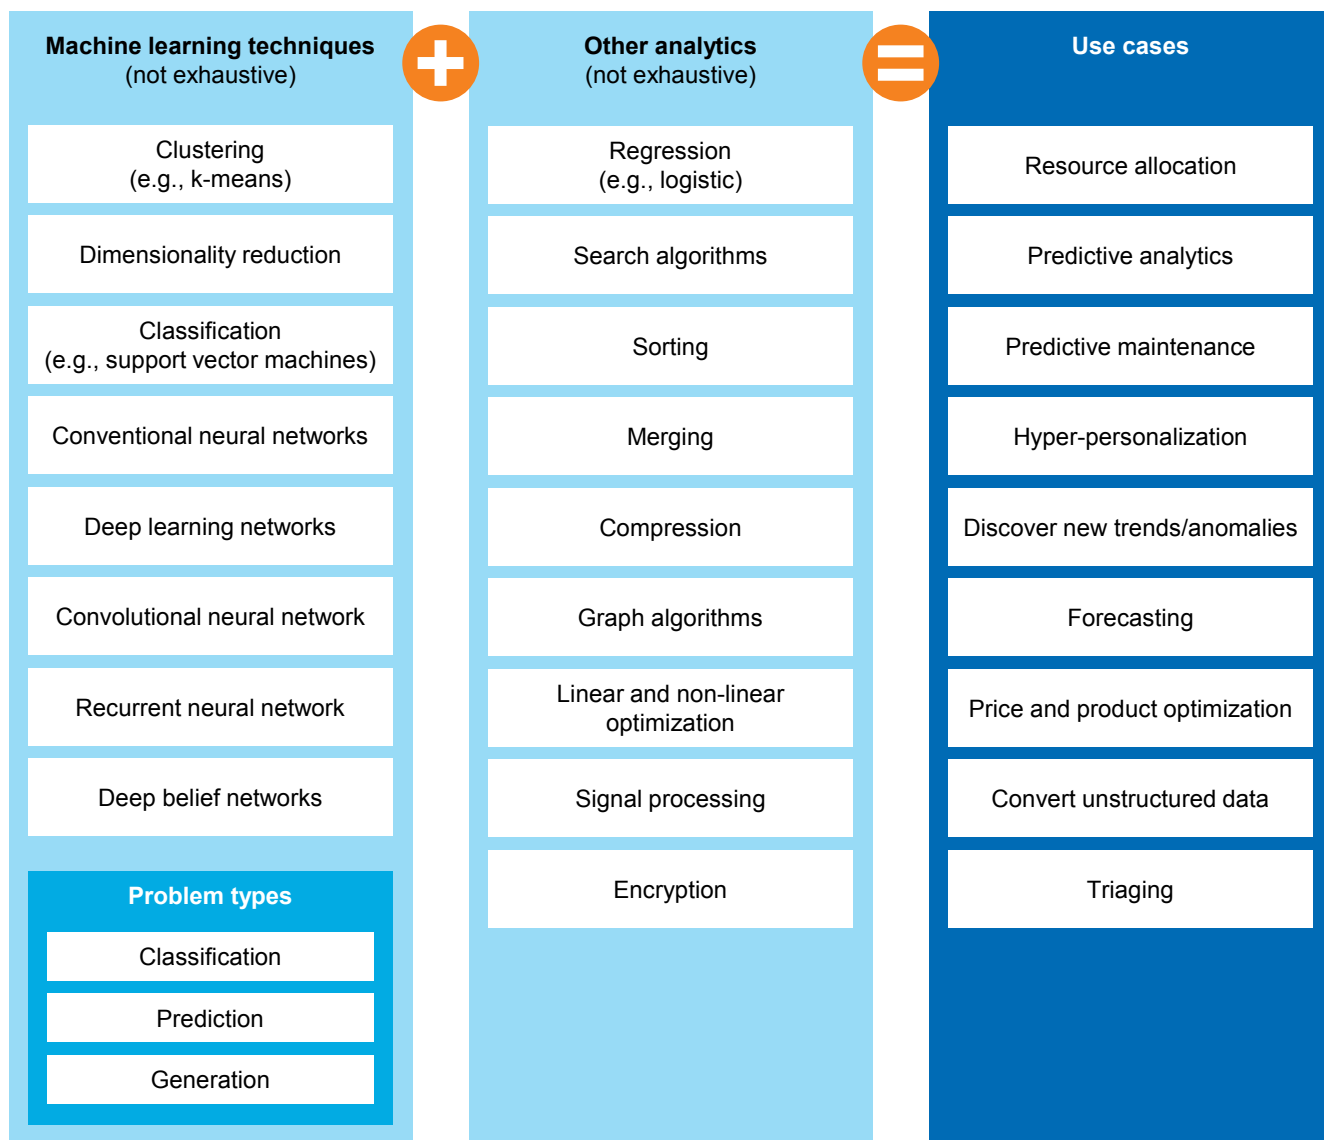 Machine learning techniques
(not exhaustive)
Clustering
(e.g., k-means)
Dimensionality reduction
Classification
(e.g., support vector machines)
Conventional neural networks
Deep learning networks
Convolutional neural network
Recurrent neural network
Deep belief networks
Problem types
Classification
Prediction
Generation
Other analytics
(not exhaustive)
Regression
(e.g., logistic)
Search algorithms
Sorting
Merging
Compression
Graph algorithms
Linear and non-linear
optimization
Signal processing
Encryption
Use cases
Resource allocation
Predictive analytics
Predictive maintenance
Hyper-personalization
Discover new trends/anomalies
Forecasting
Price and product optimization
Convert unstructured data
Triaging